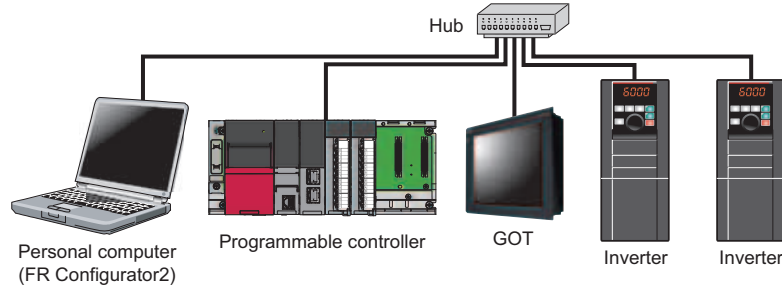 Hub
6000
6000
Personal computer
(FR Configurator2)
Programmable controller
GOT
Inverter
Inverter